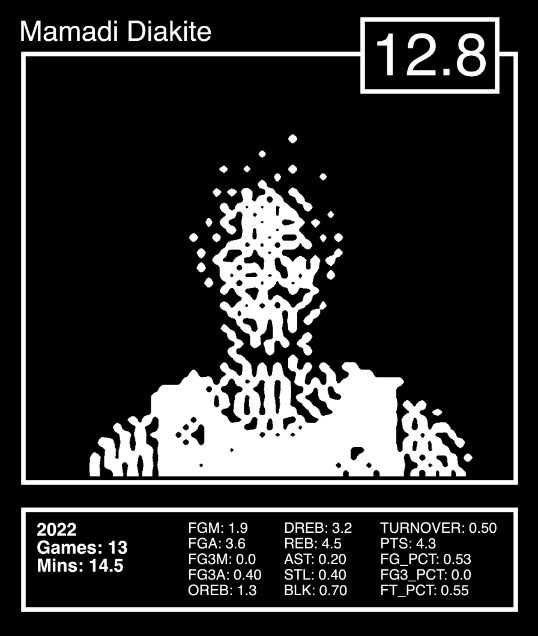 Mamadi Diakite
12.8
2022
Games: 13
Mins: 14.5
FGM: 1.9
FGA: 3.6
FG3M: 0.0
FG3A: 0.40
OREB: 1.3
DREB: 3.2
REB: 4.5
AST: 0.20
STL: 0.40
BLK: 0.70
TURNOVER: 0.50
PTS: 4.3
FG_PCT: 0.53
FG3_PCT: 0.0
FT_PCT: 0.55